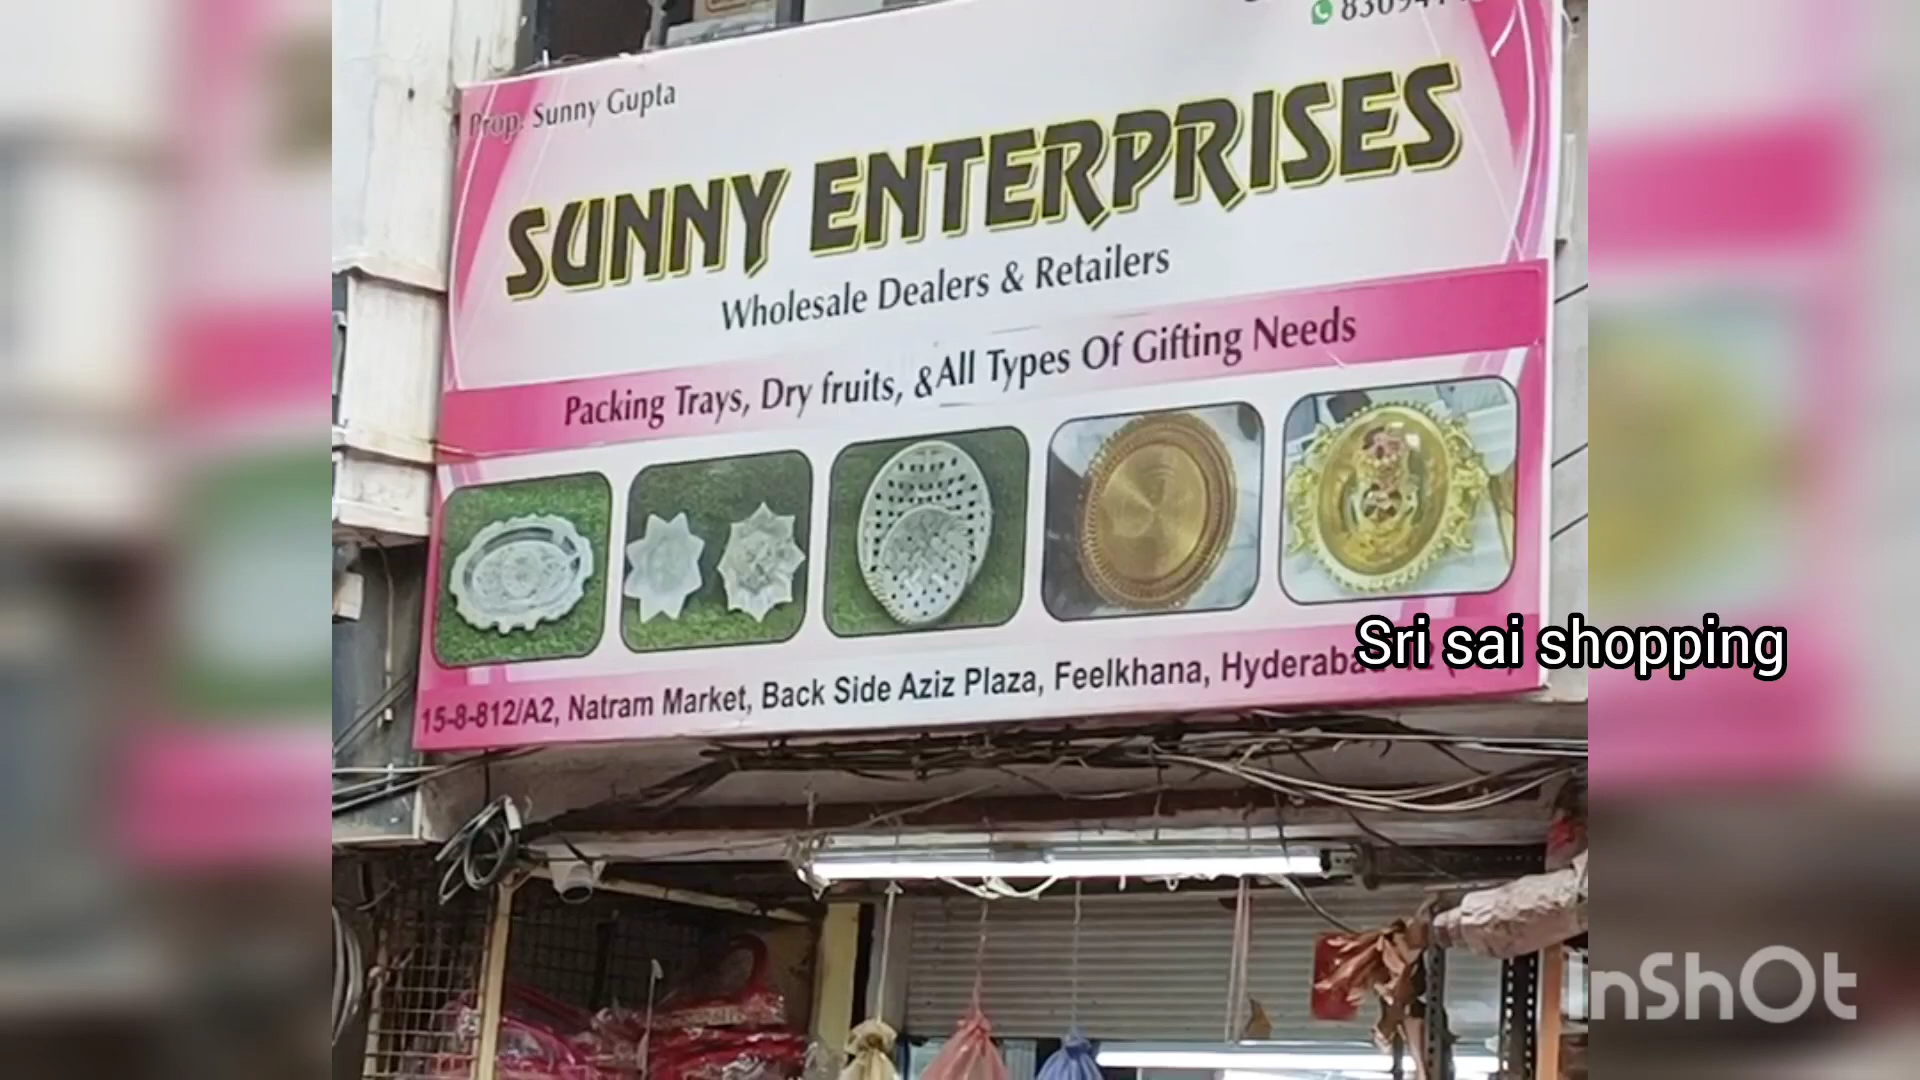 Prop. Sunny Gupta
SUNNY ENTERPRISES
Wholesale Dealers & Retailers
Packing Trays, Dry fruits, & All Types Of Gifting Needs
15-8-812/A2, Natram Market, Back Side Aziz Plaza, Feelkhana, Hyderabad
Sri sai shopping
InShOt